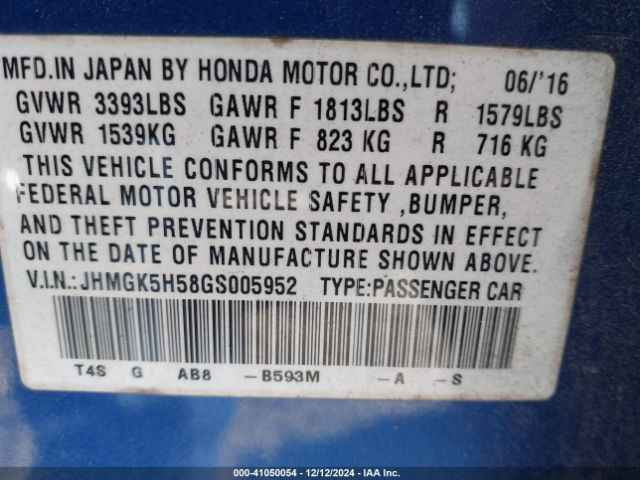 MFD.IN JAPAN BY HONDA MOTOR CO.,LTD; 06/'16
GVWR 3393LBS GAWR F 1813LBS R 1579LBS
GVWR 1539KG GAWR F 823 KG R 716 KG
THIS VEHICLE CONFORMS TO ALL APPLICABLE
FEDERAL MOTOR VEHICLE SAFETY ,BUMPER,
AND THEFT PREVENTION STANDARDS IN EFFECT
ON THE DATE OF MANUFACTURE SHOWN ABOVE.
V.I.N.:JHMGK5H58GS005952 TYPE:PASSENGER CAR
T4S G AB8 –B593M –A –S
000-41050054 - 12/12/2024 - IAA Inc.